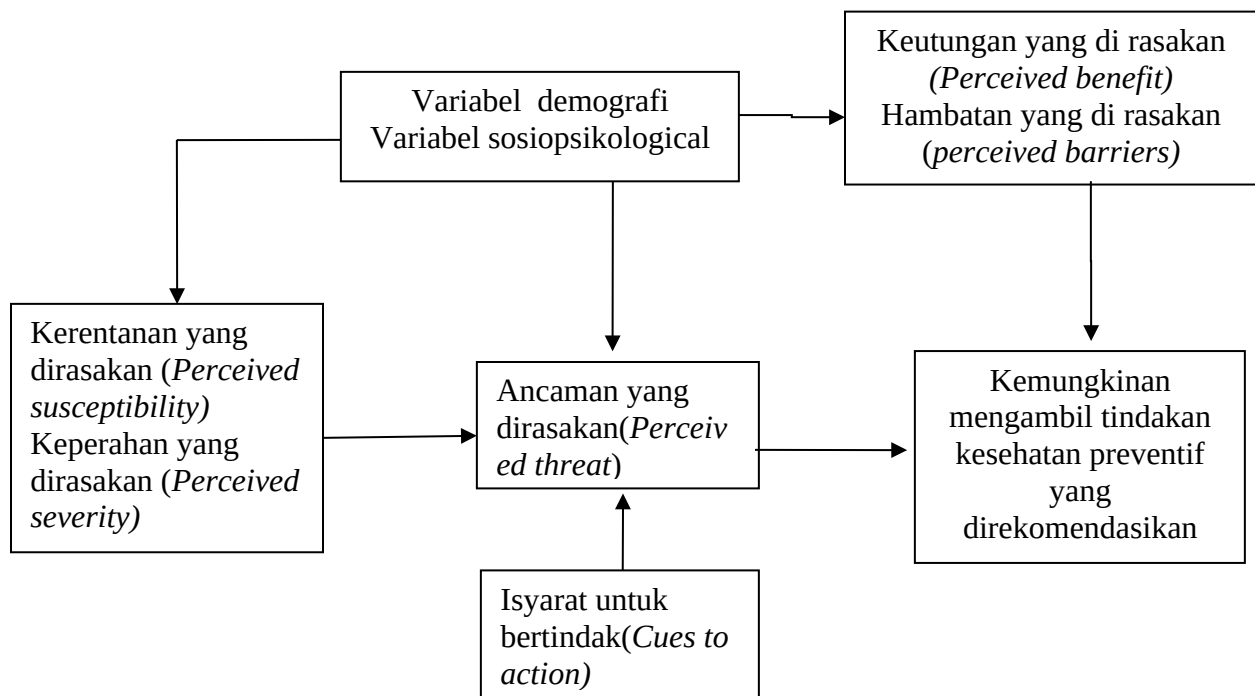 Keutungan yang di rasakan
(Perceived benefit)
Hambatan yang di rasakan
(perceived barriers)
Variabel demografi
Variabel sosiopsikological
Kerentanan yang
dirasakan (Perceived
susceptibility)
Keperahan yang
dirasakan (Perceived
severity)
Ancaman yang
dirasakan(Perceiv
ed threat)
Kemungkinan
mengambil tindakan
kesehatan preventif
yang
direkomendasikan
Isyarat untuk
bertindak(Cues to
action)